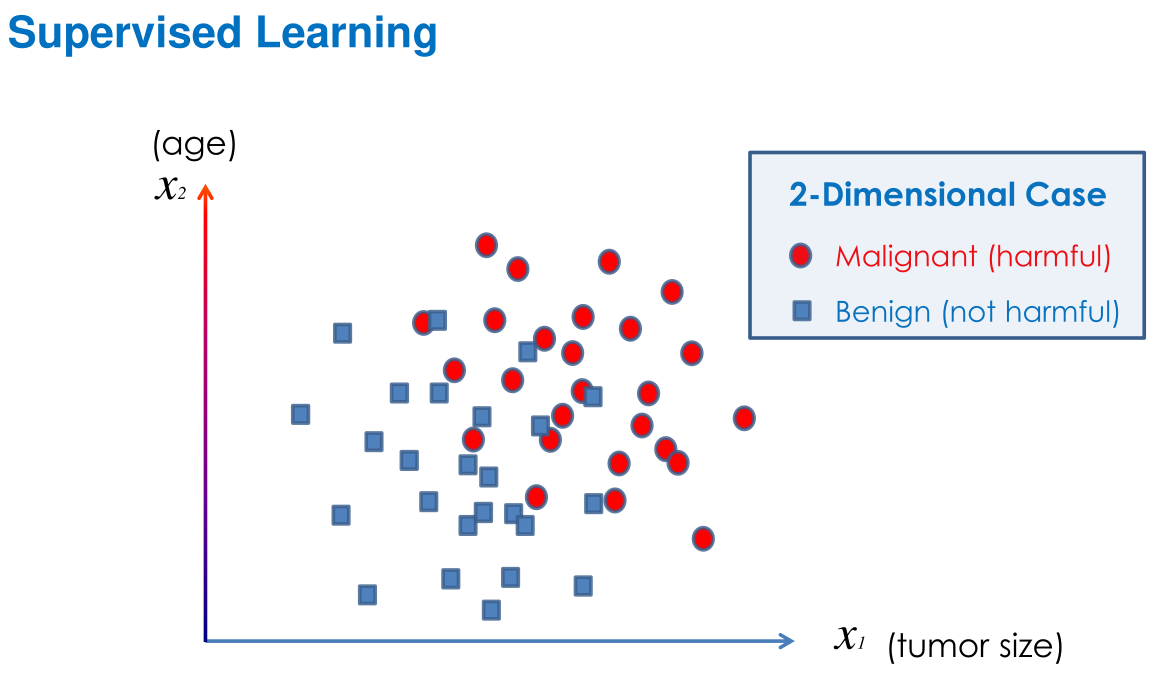 Supervised Learning
(age)
x2
2-Dimensional Case
Malignant (harmful)
Benign (not harmful)
x1 (tumor size)